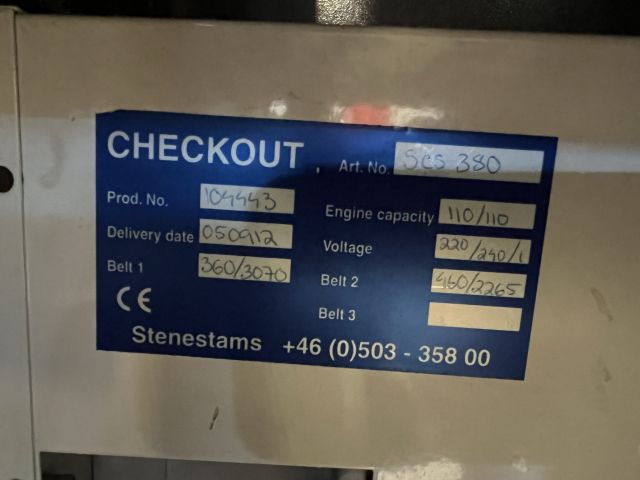 CHECKOUT
Art. No. SCS 380
Prod. No. 104443
Engine capacity 110/110
Delivery date 050912
Voltage 220/240/1
Belt 1 360/3070
Belt 2 460/2265
Belt 3
CE
Stenestams +46 (0)503 - 358 00